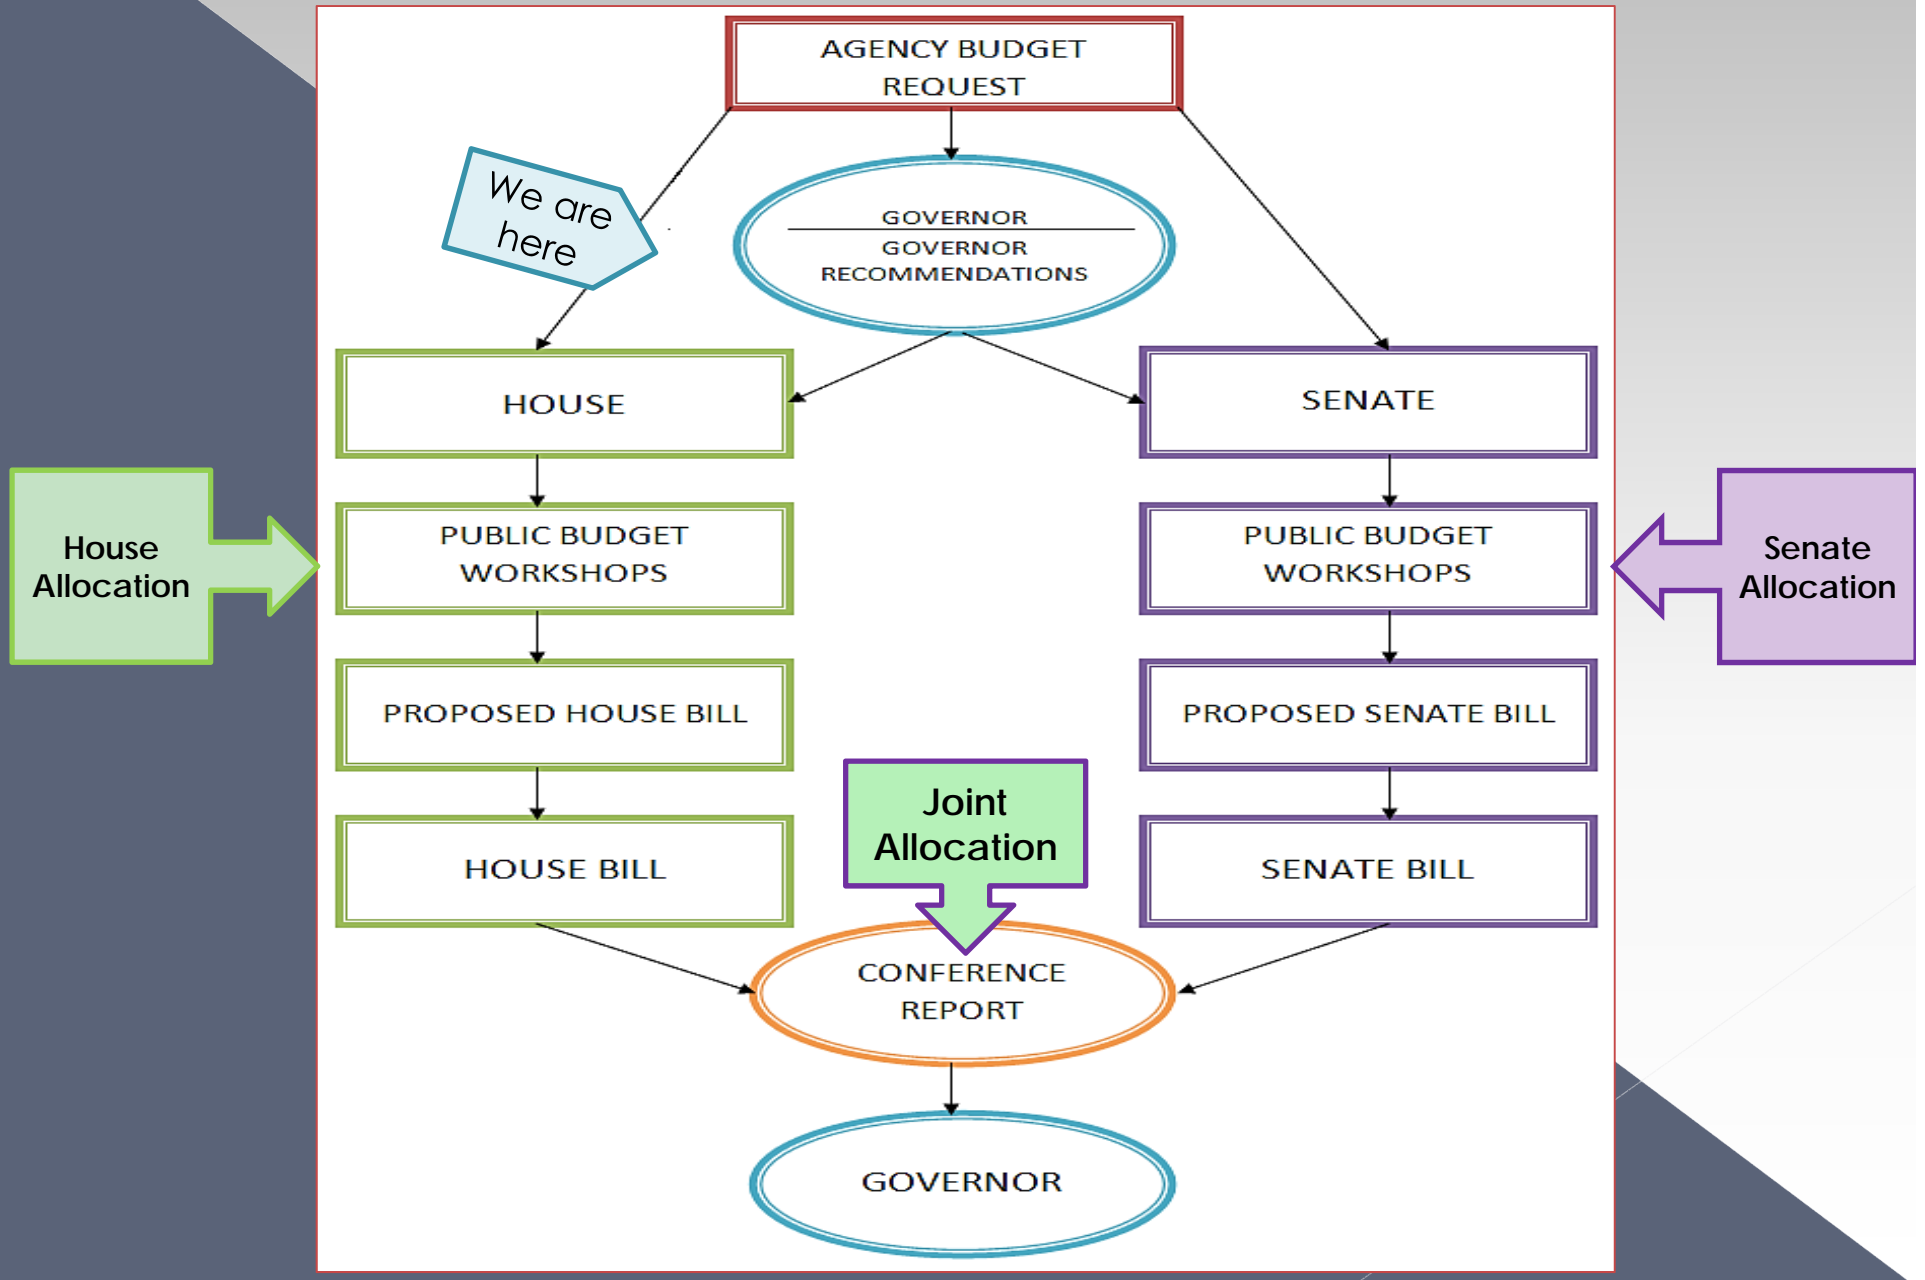 AGENCY BUDGET
REQUEST
We are
here
GOVERNOR
GOVERNOR
RECOMMENDATIONS
HOUSE
SENATE
House
Allocation
PUBLIC BUDGET
WORKSHOPS
PUBLIC BUDGET
WORKSHOPS
Senate
Allocation
PROPOSED HOUSE BILL
PROPOSED SENATE BILL
Joint
Allocation
HOUSE BILL
SENATE BILL
CONFERENCE
REPORT
GOVERNOR